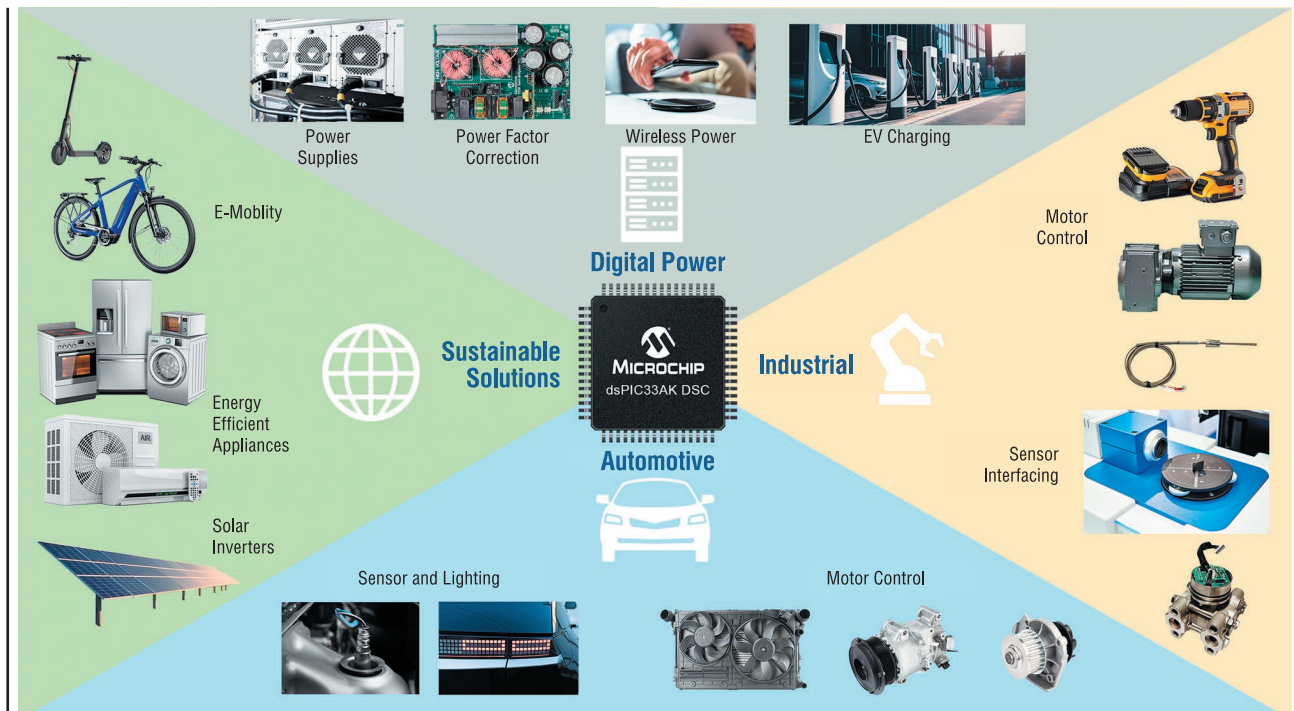 Power
Supplies
Power Factor
Correction
Wireless Power
EV Charging
E-Moblity
Motor
Control
Digital Power
Sustainable
Solutions
MICROCHIP
dsPIC33AK DSC
Industrial
Energy
Efficient
Appliances
AIR
Automotive
Sensor
Interfacing
Solar
Inverters
Sensor and Lighting
Motor Control